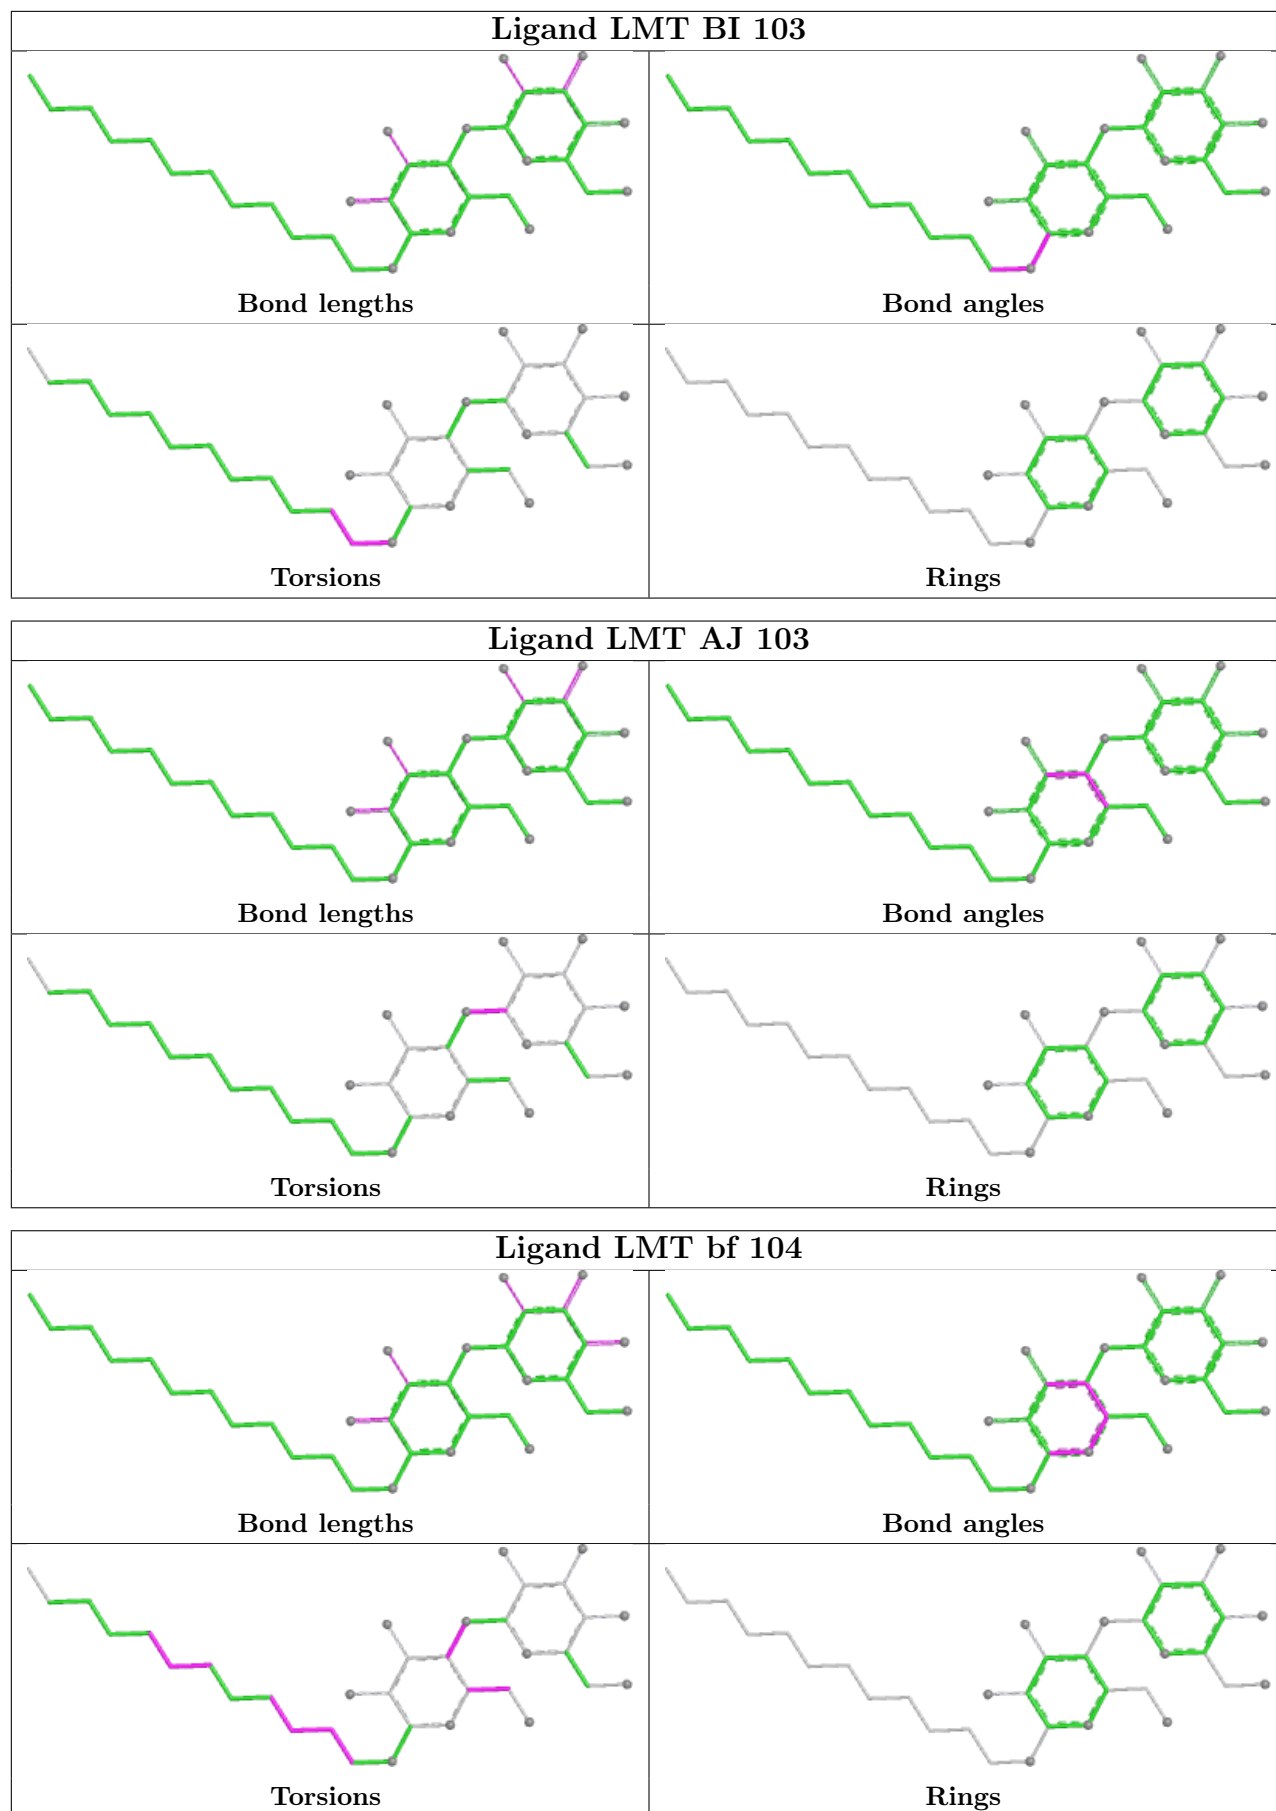 Ligand LMT BI 103
Bond lengths
Bond angles
Torsions
Rings
Ligand LMT AJ 103
Bond lengths
Bond angles
Torsions
Rings
Ligand LMT bf 104
Bond lengths
Bond angles
Torsions
Rings